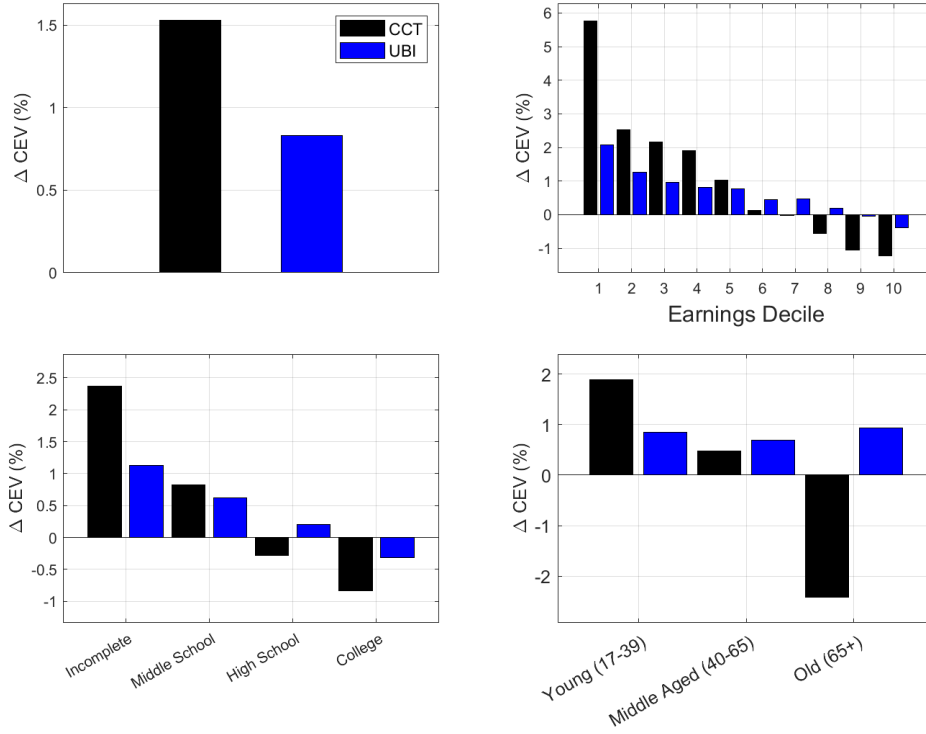 CCT
UBI
1.5
1
0.5
0
Δ CEV (%)
6
5
4
3
2
1
0
-1
Δ CEV (%)
1 2 3 4 5 6 7 8 9 10
Earnings Decile
2.5
2
1.5
1
0.5
0
-0.5
-1
Δ CEV (%)
Incomplete
Middle School
High School
College
2
1
0
-1
-2
Δ CEV (%)
Young (17-39)
Middle Aged (40-65)
Old (65+)